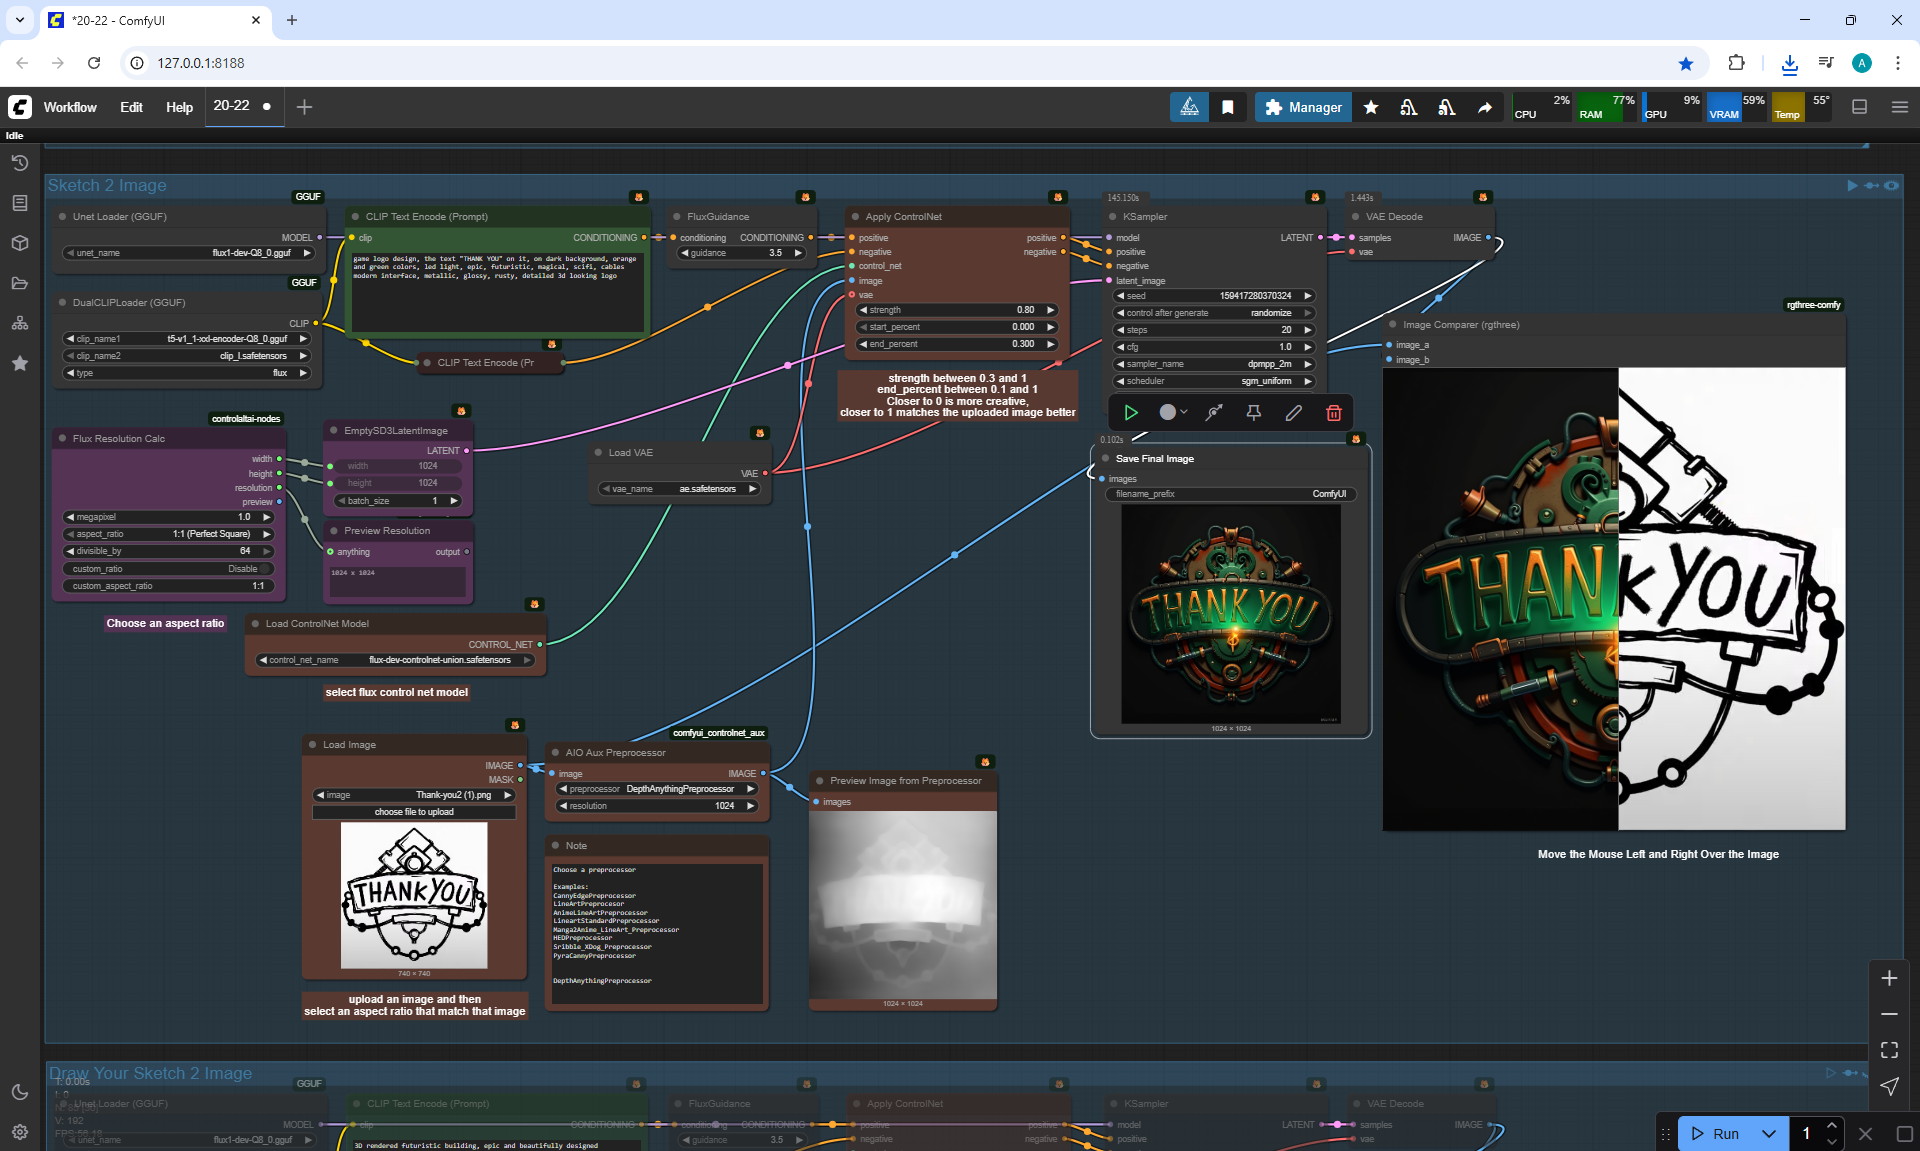 *20-22 - ComfyUI
127.0.0.1:8188
A
Workflow
Edit
Help
20-22
Manager
CPU 2%
RAM 77%
GPU 9%
VRAM 59%
Temp 55°
Idle
Sketch 2 Image
GGUF
Unet Loader (GGUF)
MODEL
unet_name flux1-dev-Q8_0.gguf
GGUF
DualCLIPLoader (GGUF)
CLIP
clip_name1 t5-v1_1-xxl-encoder-Q8_0.gguf
clip_name2 clip_l.safetensors
type flux
CLIP Text Encode (Prompt)
clip CONDITIONING
game logo design, the text "THANK YOU" on it, on dark background, orange
and green colors, led light, epic, futuristic, magical, scifi, cables
modern interface, metallic, glossy, rusty, detailed 3d looking logo
CLIP Text Encode (Pr
FluxGuidance
conditioning CONDITIONING
guidance 3.5
Apply ControlNet
positive positive
negative negative
control_net
image
vae
strength 0.80
start_percent 0.000
end_percent 0.300
strength between 0.3 and 1
end_percent between 0.1 and 1
Closer to 0 is more creative,
closer to 1 matches the uploaded image better
145.150s
KSampler
model LATENT
positive
negative
latent_image
seed 159417280370324
control after generate randomize
steps 20
cfg 1.0
sampler_name dpmpp_2m
scheduler sgm_uniform
1.443s
VAE Decode
samples IMAGE
vae
rgthree-comfy
Image Comparer (rgthree)
image_a
image_b
THAN
K YOU
Move the Mouse Left and Right Over the Image
controlaltai-nodes
Flux Resolution Calc
width
height
resolution
preview
megapixel 1.0
aspect_ratio 1:1 (Perfect Square)
divisible_by 64
custom_ratio Disable
custom_aspect_ratio 1:1
Choose an aspect ratio
EmptySD3LatentImage
LATENT
width 1024
height 1024
batch_size 1
Preview Resolution
anything output
1024 x 1024
Load VAE
VAE
vae_name ae.safetensors
0.102s
Save Final Image
images
filename_prefix ComfyUI
THANK YOU
1024 × 1024
Load ControlNet Model
CONTROL_NET
control_net_name flux-dev-controlnet-union.safetensors
select flux control net model
Load Image
IMAGE
MASK
image Thank-you2 (1).png
choose file to upload
THANK YOU
740 × 740
upload an image and then
select an aspect ratio that match that image
comfyui_controlnet_aux
AIO Aux Preprocessor
image IMAGE
preprocessor DepthAnythingPreprocessor
resolution 1024
Note
Choose a preprocessor
Examples:
CannyEdgePreprocessor
LineArtPreprocesor
AnimeLineArtPreprocessor
LineartStandardPreprocessor
Manga2Anime_LineArt_Preprocessor
HEDPreprocessor
Sribble_XDog_Preprocessor
PyraCannyPreprocessor
DepthAnythingPreprocessor
Preview Image from Preprocessor
images
1024 × 1024
Draw Your Sketch 2 Image
T: 0.00s
V: 192
GGUF
Unet Loader (GGUF)
MODEL
unet_name flux1-dev-Q8_0.gguf
CLIP Text Encode (Prompt)
CONDITIONING
3D rendered futuristic building, epic and beautifully designed
FluxGuidance
conditioning CONDITIONING
guidance 3.5
Apply ControlNet
positive positive
negative negative
KSampler
model LATENT
positive
VAE Decode
samples IMAGE
vae
Run
1